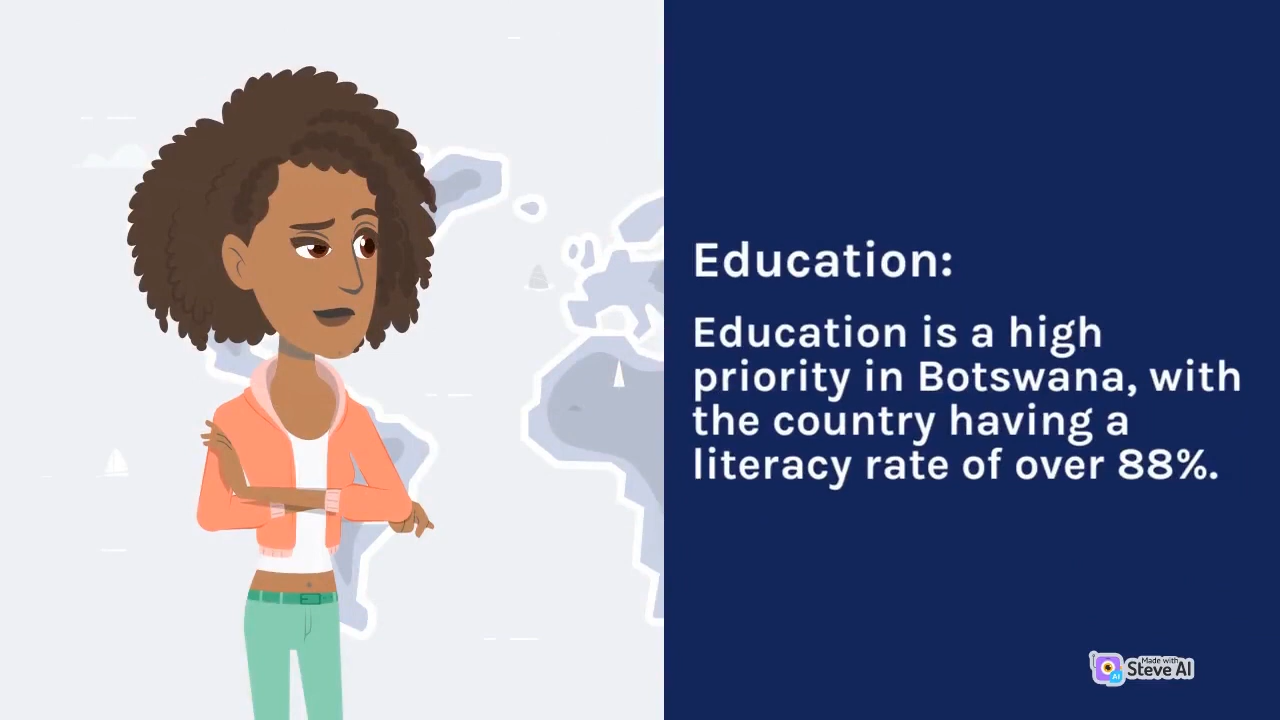 Education:
Education is a high
priority in Botswana, with
the country having a
literacy rate of over 88%.
Made with
Steve AI
AI